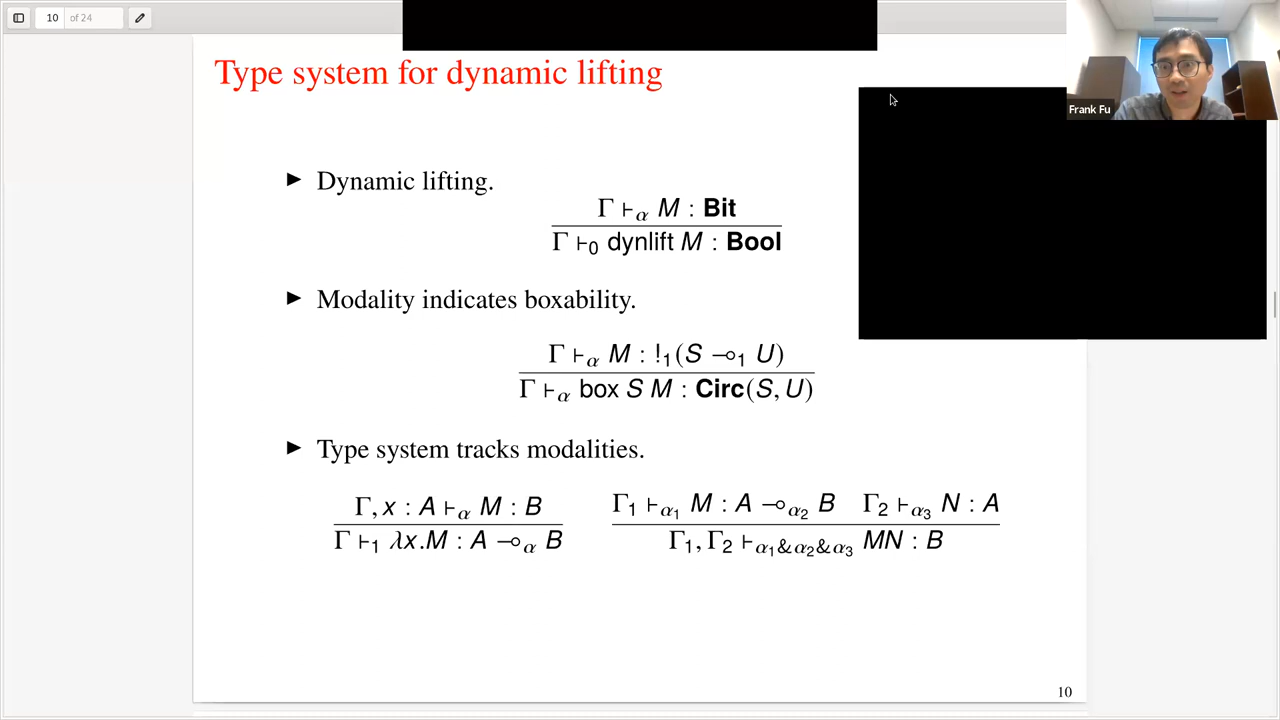 10 of 24
Type system for dynamic lifting
Frank Fu
► Dynamic lifting.
Γ ⊢α M : Bit
Γ ⊢0 dynlift M : Bool
► Modality indicates boxability.
Γ ⊢α M : !1(S ⊸1 U)
Γ ⊢α box S M : Circ(S, U)
► Type system tracks modalities.
Γ, x : A ⊢α M : B
Γ ⊢1 λx.M : A ⊸α B
Γ1 ⊢α1 M : A ⊸α2 B Γ2 ⊢α3 N : A
Γ1, Γ2 ⊢α1&α2&α3 MN : B
10